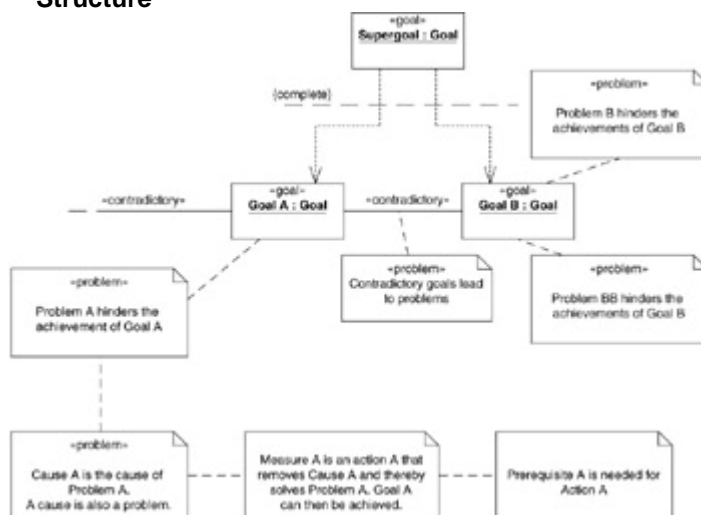 Structure
«goal»
Supergoal : Goal
{complete}
«problem»
Problem B hinders the
achievements of Goal B
«contradictory»
«goal»
Goal A : Goal
«contradictory»
«goal»
Goal B : Goal
«problem»
Problem A hinders the
achievement of Goal A
«problem»
Contradictory goals lead
to problems
«problem»
Problem BB hinders the
achievements of Goal B
«problem»
Cause A is the cause of
Problem A.
A cause is also a problem.
Measure A is an action A that
removes Cause A and thereby
solves Problem A. Goal A
can then be achieved.
Prerequisite A is needed for
Action A